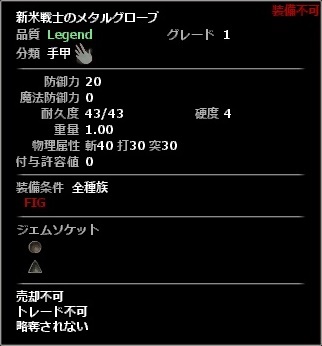 装備不可
新米戦士のメタルグローブ
品質 Legend グレード 1
分類 手甲
防御力 20
魔法防御力 0
耐久度 43/43 硬度 4
重量 1.00
物理属性 斬40 打30 突30
付与許容値 0
装備条件 全種族
FIG
ジェムソケット
売却不可
トレード不可
略奪されない